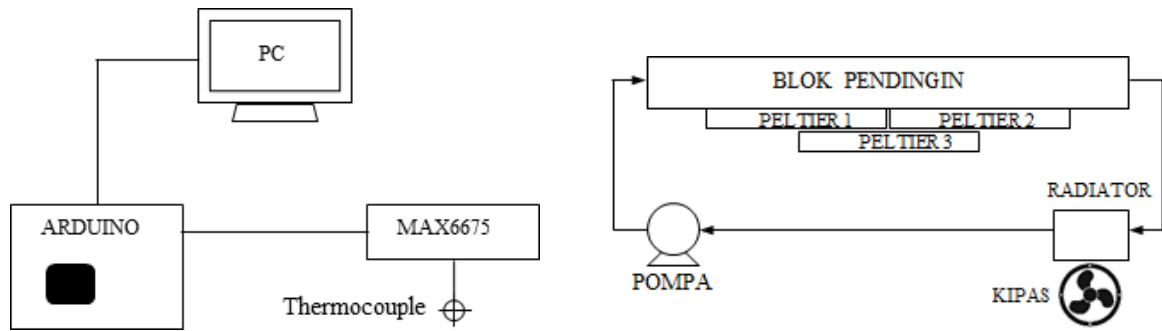 PC
ARDUINO
MAX6675
Thermocouple
BLOK PENDINGIN
PELTIER 1
PELTIER 2
PELTIER 3
RADIATOR
POMPA
KIPAS